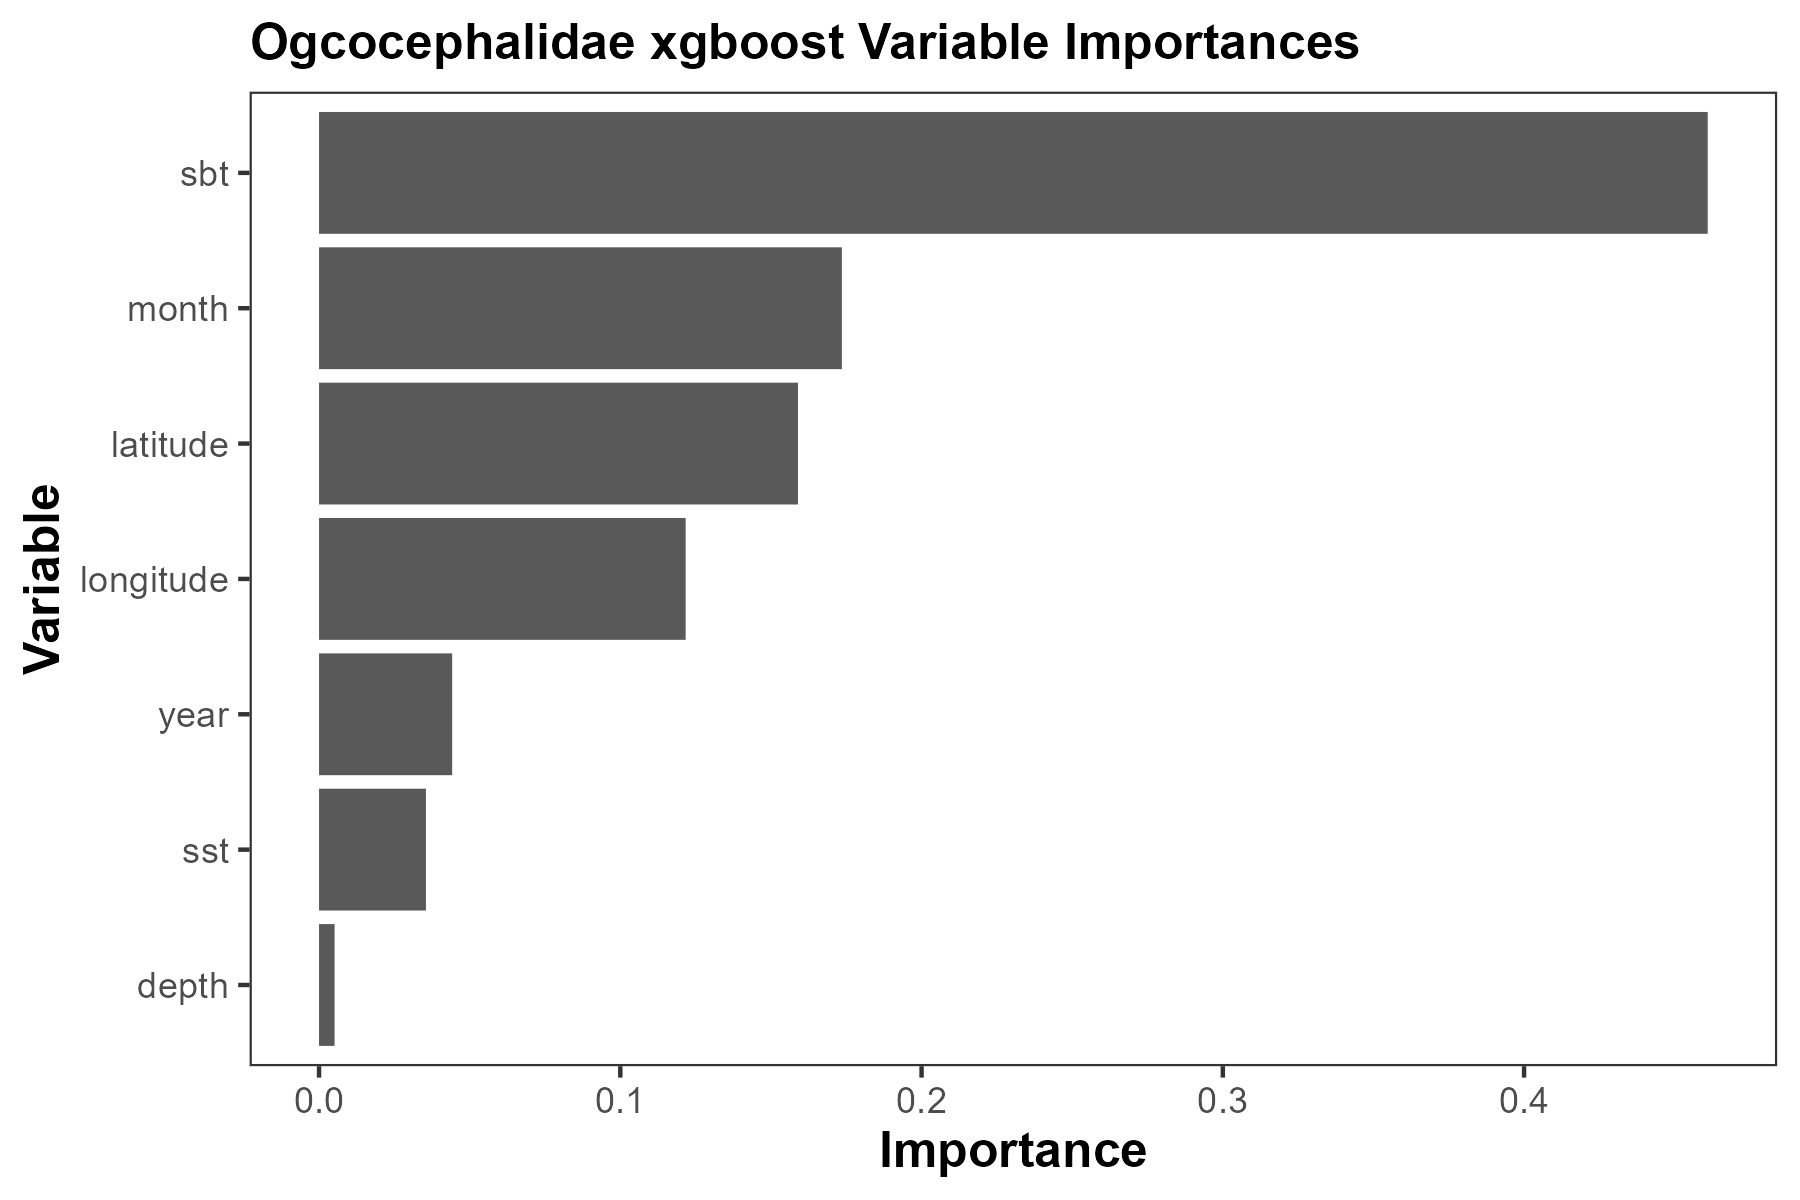 Ogcocephalidae xgboost Variable Importances
Variable
sbt
month
latitude
longitude
year
sst
depth
0.0 0.1 0.2 0.3 0.4
Importance